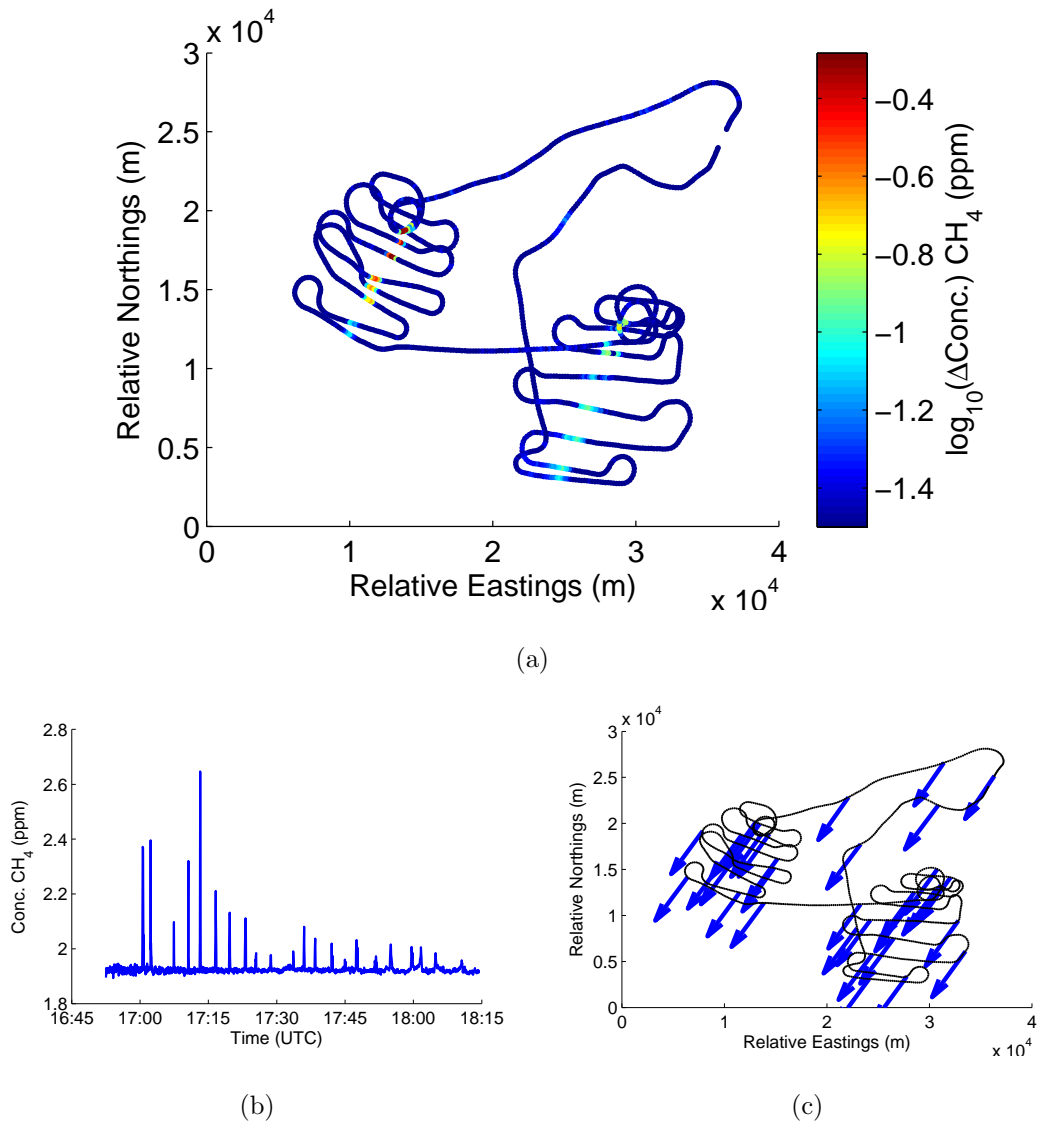 x 10^4
3
2.5
2
1.5
1
0.5
0
0 1 2 3 4
x 10^4
Relative Northings (m)
Relative Eastings (m)
−0.4
−0.6
−0.8
−1
−1.2
−1.4
log_10(ΔConc.) CH_4 (ppm)
(a)
2.8
2.6
2.4
2.2
2
1.8
Conc. CH_4 (ppm)
16:45 17:00 17:15 17:30 17:45 18:00 18:15
Time (UTC)
(b)
x 10^4
3
2.5
2
1.5
1
0.5
0
Relative Northings (m)
0 1 2 3 4
Relative Eastings (m)
x 10^4
(c)